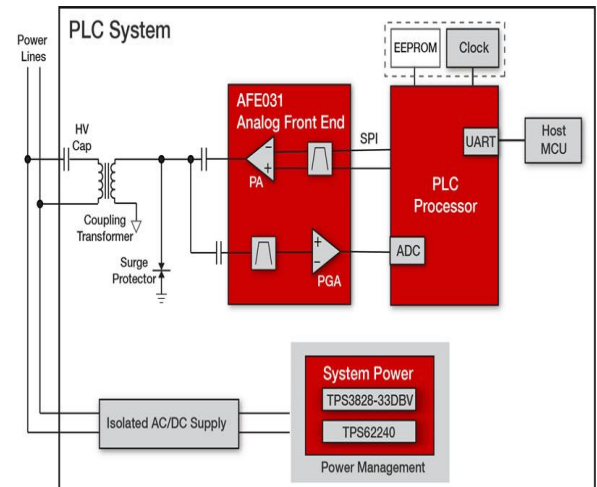 PLC System
Power
Lines
HV
Cap
Coupling
Transformer
Surge
Protector
AFE031
Analog Front End
PA
PGA
SPI
EEPROM
Clock
UART
PLC
Processor
ADC
Host
MCU
Isolated AC/DC Supply
System Power
TPS3828-33DBV
TPS62240
Power Management